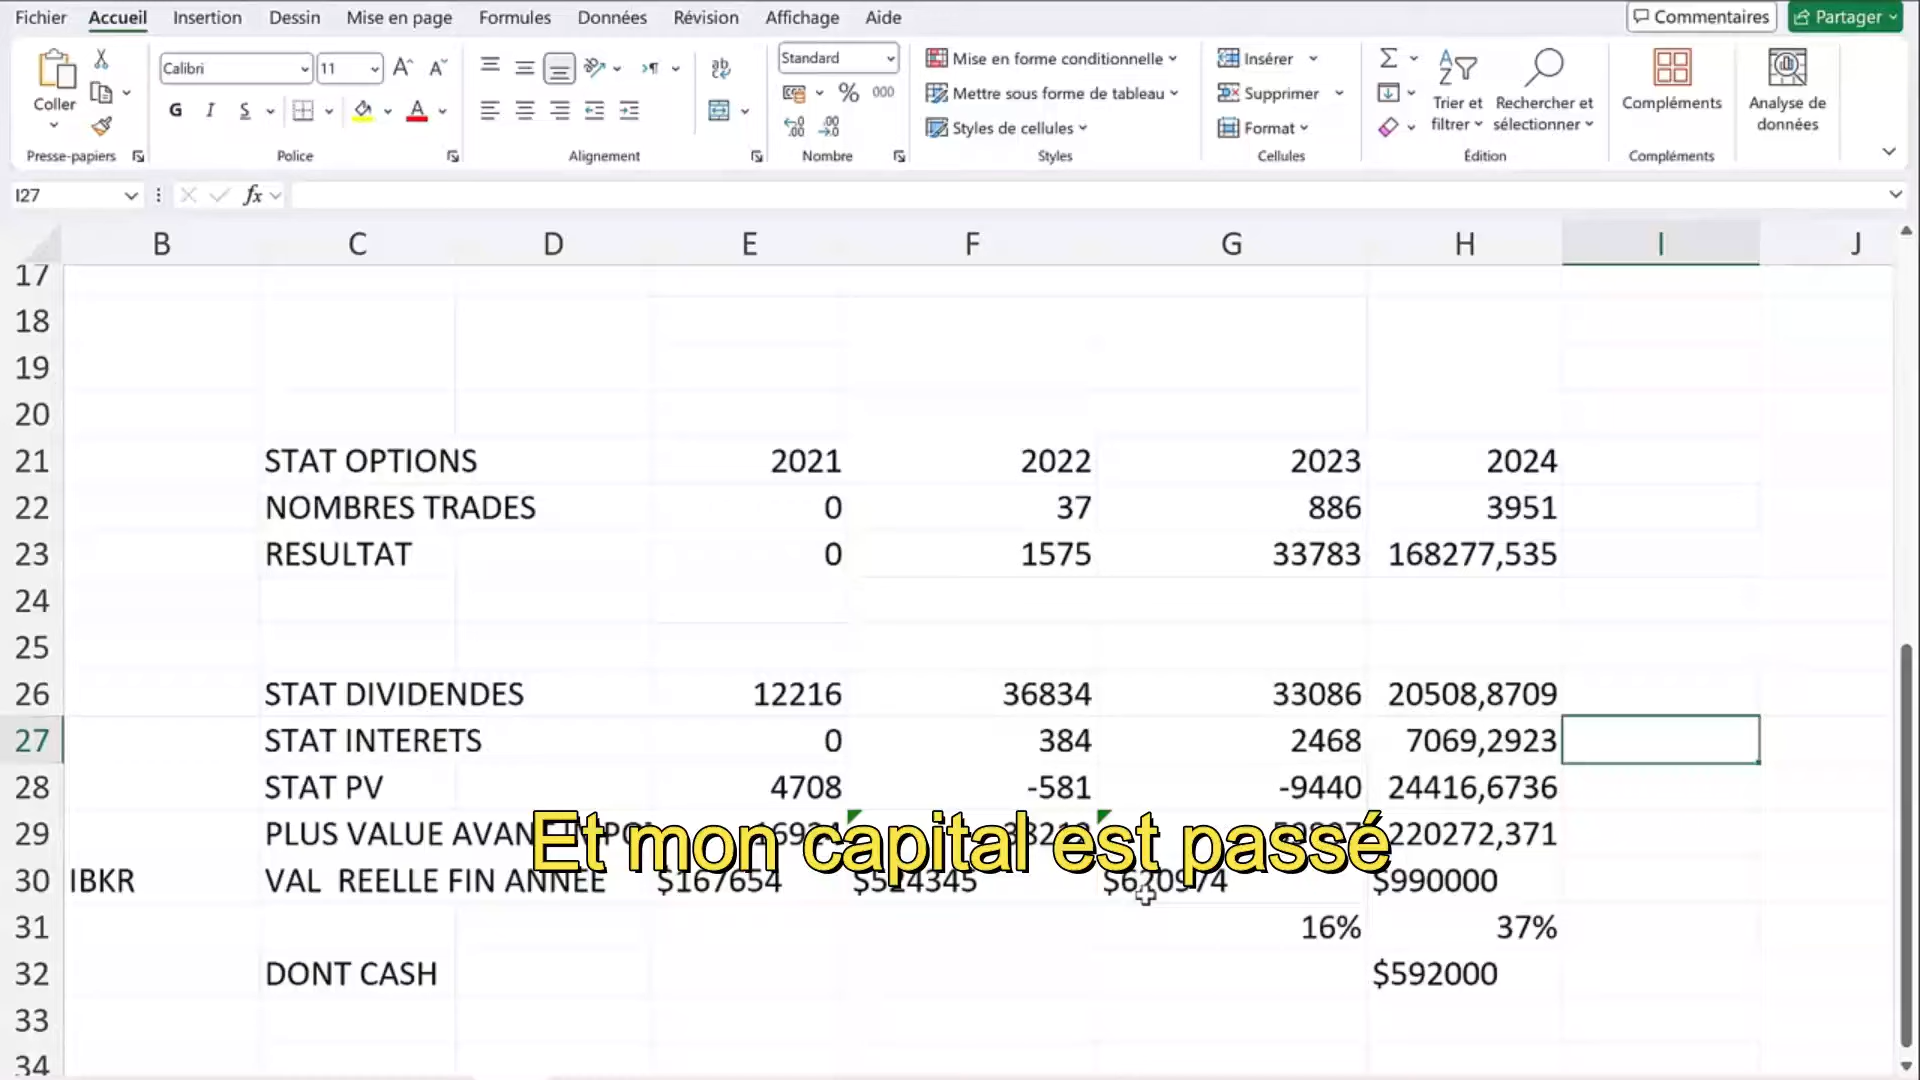 Fichier Accueil Insertion Dessin Mise en page Formules Données Révision Affichage Aide Commentaires Partager
Coller
Calibri 11
G I S A
Standard
% 000
Mise en forme conditionnelle
Mettre sous forme de tableau
Styles de cellules
Insérer
Supprimer
Format
Trier et filtrer
Rechercher et sélectionner
Compléments
Analyse de données
Presse-papiers Police Alignement Nombre Styles Cellules Édition Compléments
I27 fx
B C D E F G H I J
17
18
19
20
21 STAT OPTIONS 2021 2022 2023 2024
22 NOMBRES TRADES 0 37 886 3951
23 RESULTAT 0 1575 33783 168277,535
24
25
26 STAT DIVIDENDES 12216 36834 33086 20508,8709
27 STAT INTERETS 0 384 2468 7069,2923
28 STAT PV 4708 -581 -9440 24416,6736
29 PLUS VALUE 220272,371
Et mon capital est passé
30 IBKR VAL REELLE FIN ANNEE $167654 $524345 $620974 $990000
31 16% 37%
32 DONT CASH $592000
33
34